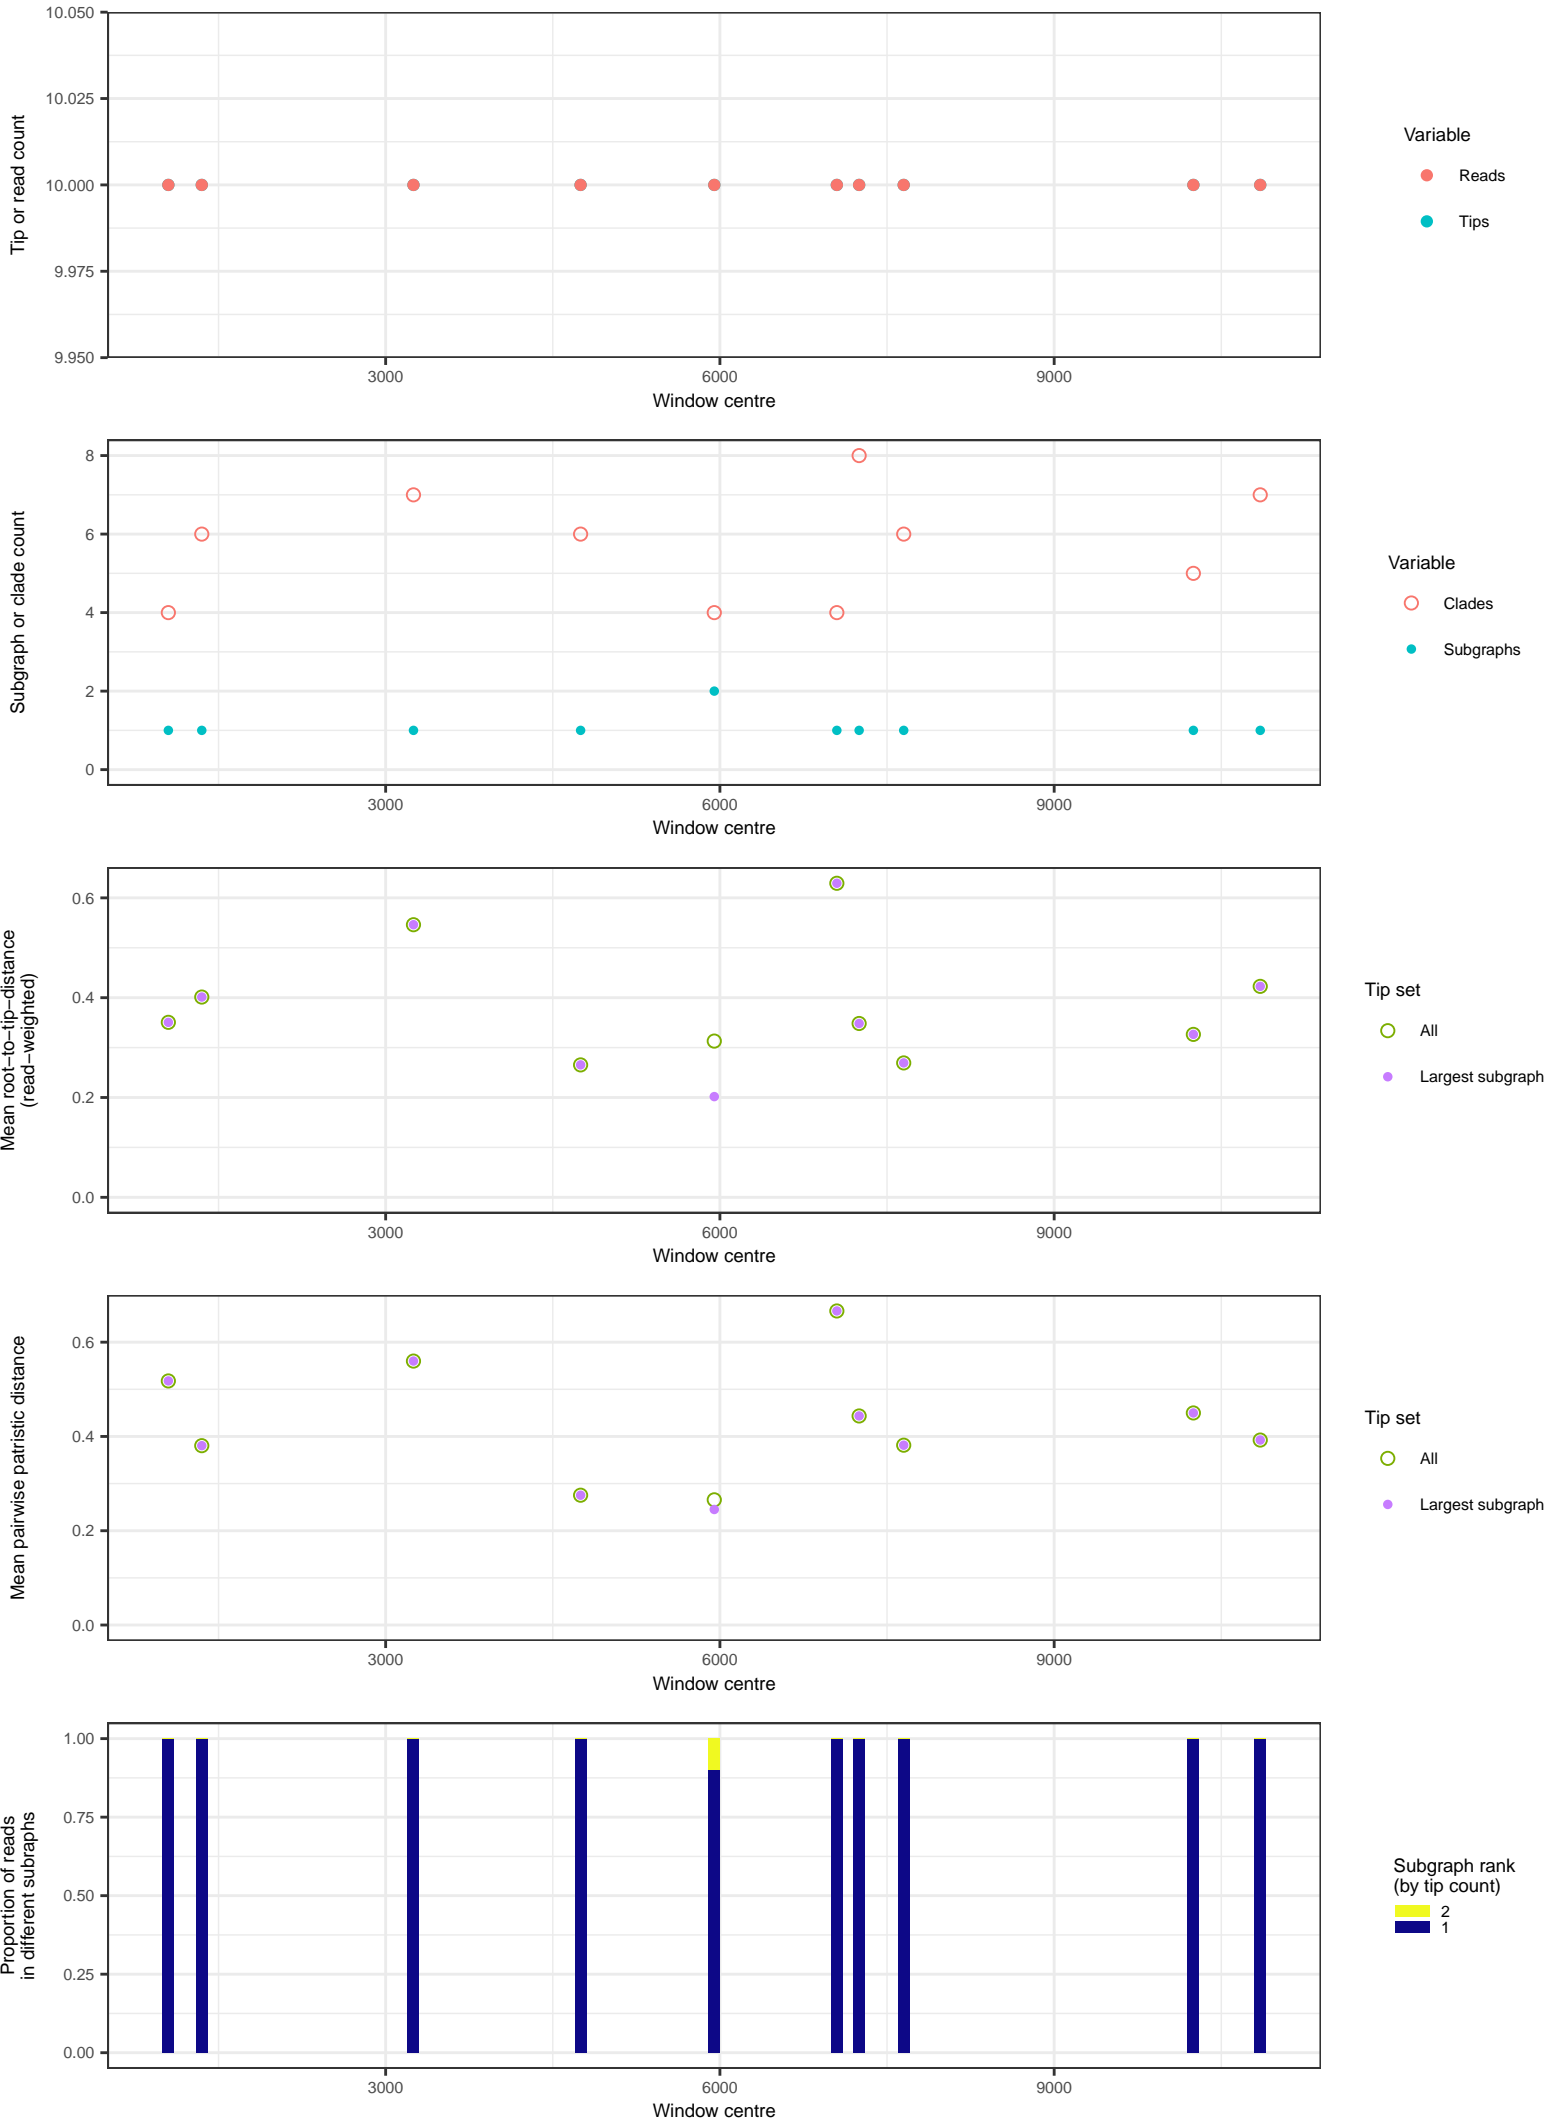 10.050
10.025
10.000
9.975
9.950
Tip or read count
3000 6000 9000
Window centre
Variable
Reads
Tips
8
6
4
2
0
Subgraph or clade count
3000 6000 9000
Window centre
Variable
Clades
Subgraphs
0.6
0.4
0.2
0.0
Mean root−to−tip−distance
(read−weighted)
3000 6000 9000
Window centre
Tip set
All
Largest subgraph
0.6
0.4
0.2
0.0
Mean pairwise patristic distance
3000 6000 9000
Window centre
Tip set
All
Largest subgraph
1.00
0.75
0.50
0.25
0.00
Proportion of reads
in different subraphs
3000 6000 9000
Window centre
Subgraph rank
(by tip count)
2
1